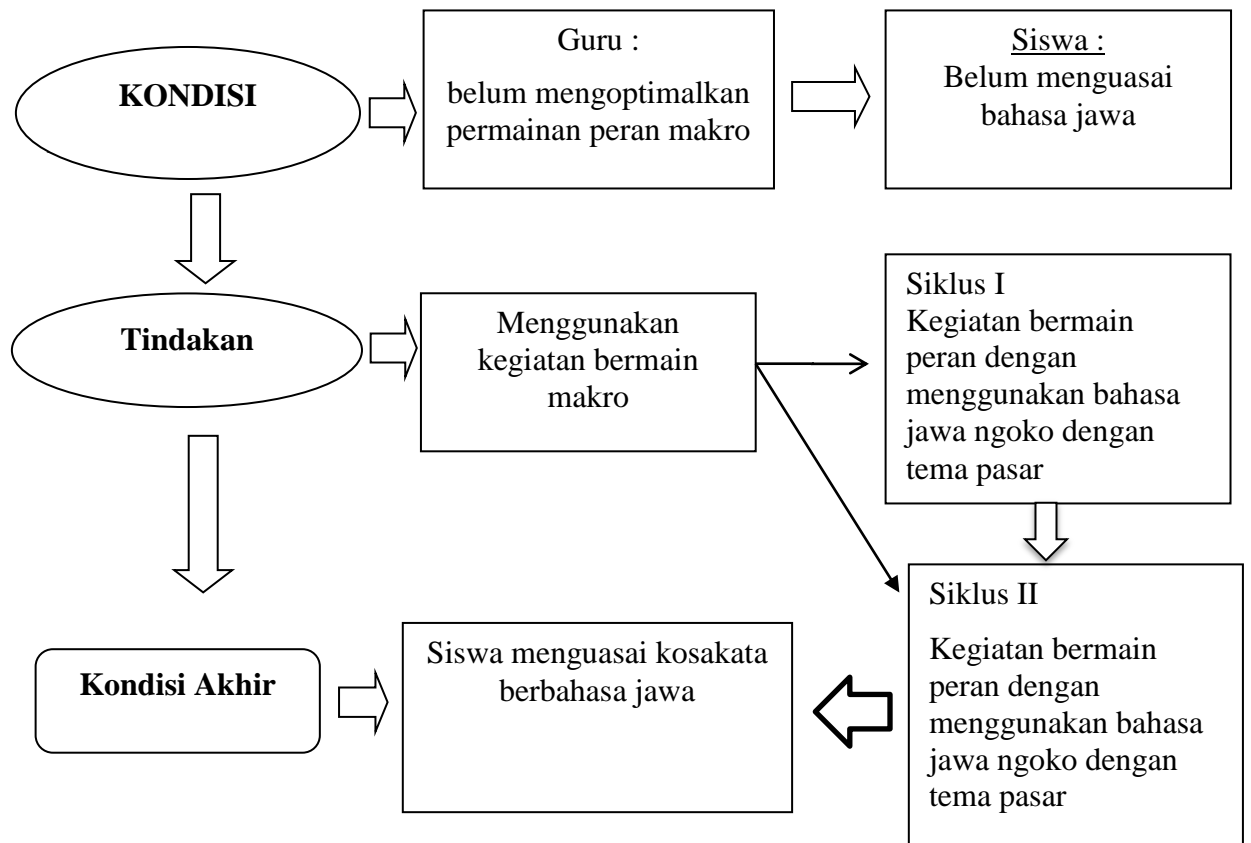 KONDISI
Guru :
belum mengoptimalkan
permainan peran makro
Siswa :
Belum menguasai
bahasa jawa
Tindakan
Menggunakan
kegiatan bermain
makro
Siklus I
Kegiatan bermain
peran dengan
menggunakan bahasa
jawa ngoko dengan
tema pasar
Kondisi Akhir
Siswa menguasai kosakata
berbahasa jawa
Siklus II
Kegiatan bermain
peran dengan
menggunakan bahasa
jawa ngoko dengan
tema pasar